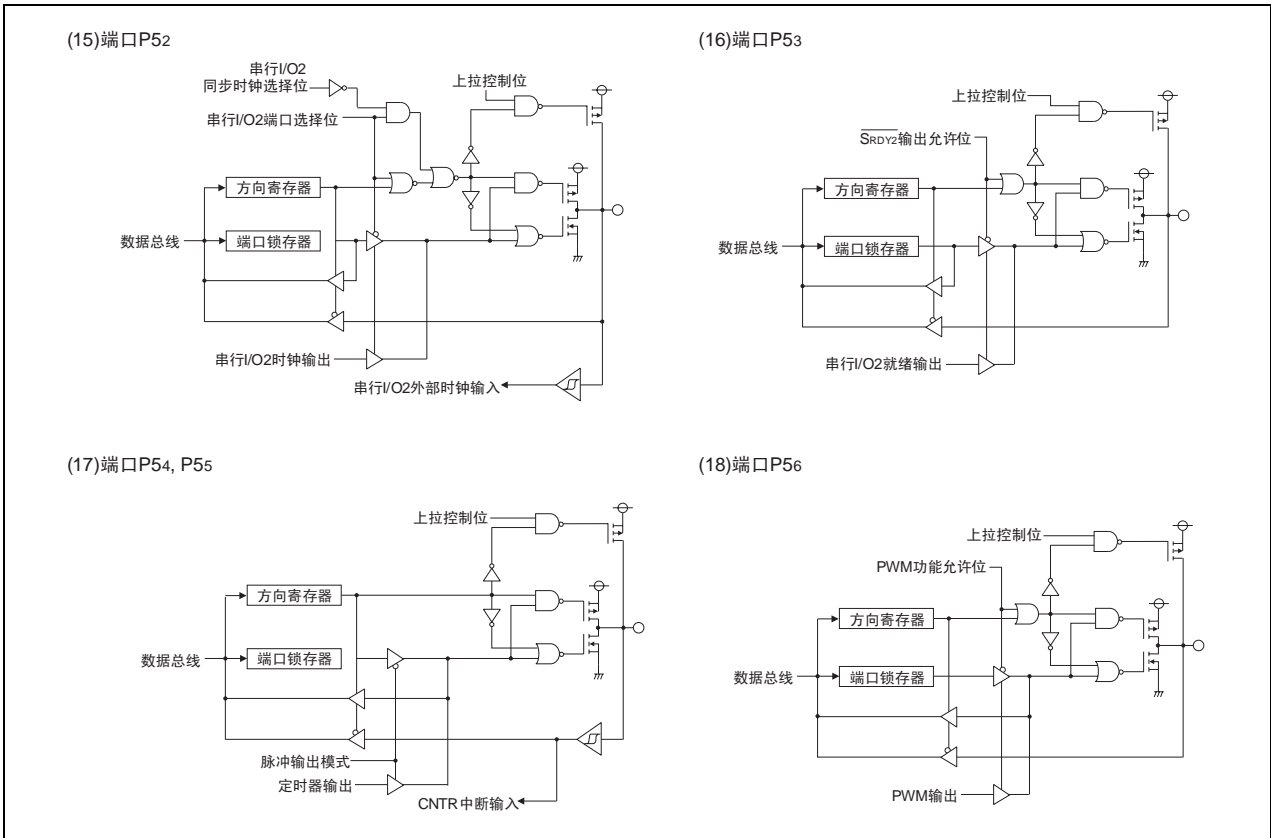 (15)端口P52
串行I/O2
同步时钟选择位
上拉控制位
串行I/O2端口选择位
方向寄存器
数据总线
端口锁存器
串行I/O2时钟输出
串行I/O2外部时钟输入
(16)端口P53
上拉控制位
SRDY2输出允许位
方向寄存器
数据总线
端口锁存器
串行I/O2就绪输出
(17)端口P54, P55
上拉控制位
方向寄存器
数据总线
端口锁存器
脉冲输出模式
定时器输出
CNTR中断输入
(18)端口P56
上拉控制位
PWM功能允许位
方向寄存器
数据总线
端口锁存器
PWM输出